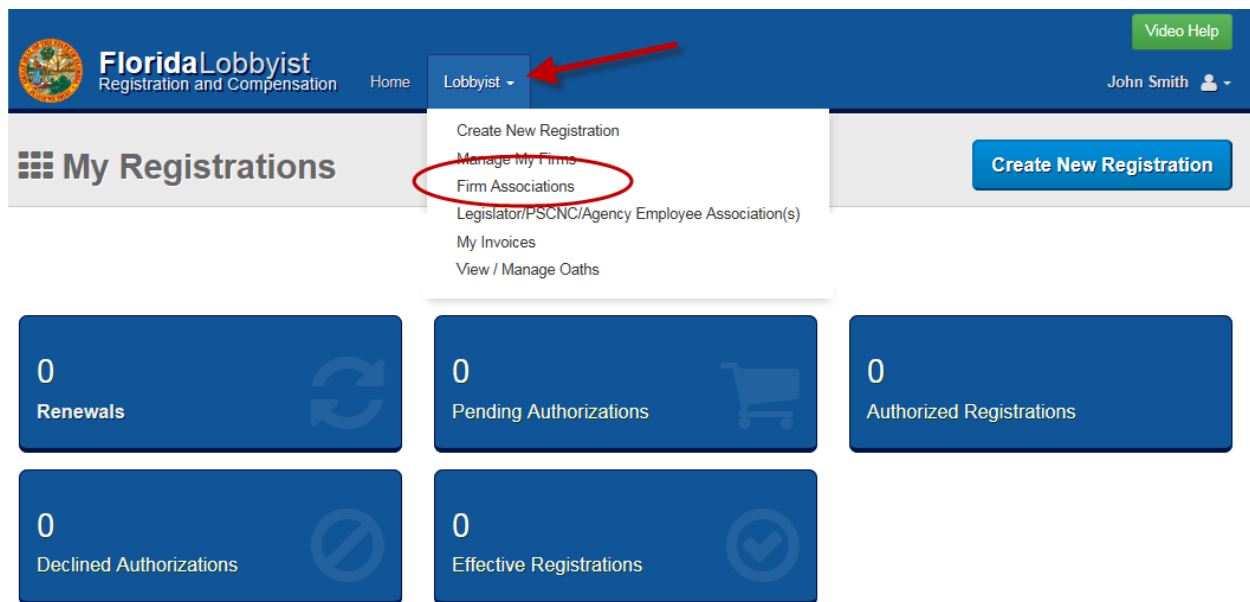 Video Help
FloridaLobbyist
Registration and Compensation
Home
Lobbyist
John Smith
Create New Registration
Manage My Firms
Firm Associations
Legislator/PSCNC/Agency Employee Association(s)
My Invoices
View / Manage Oaths
My Registrations
Create New Registration
0
Renewals
0
Pending Authorizations
0
Authorized Registrations
0
Declined Authorizations
0
Effective Registrations